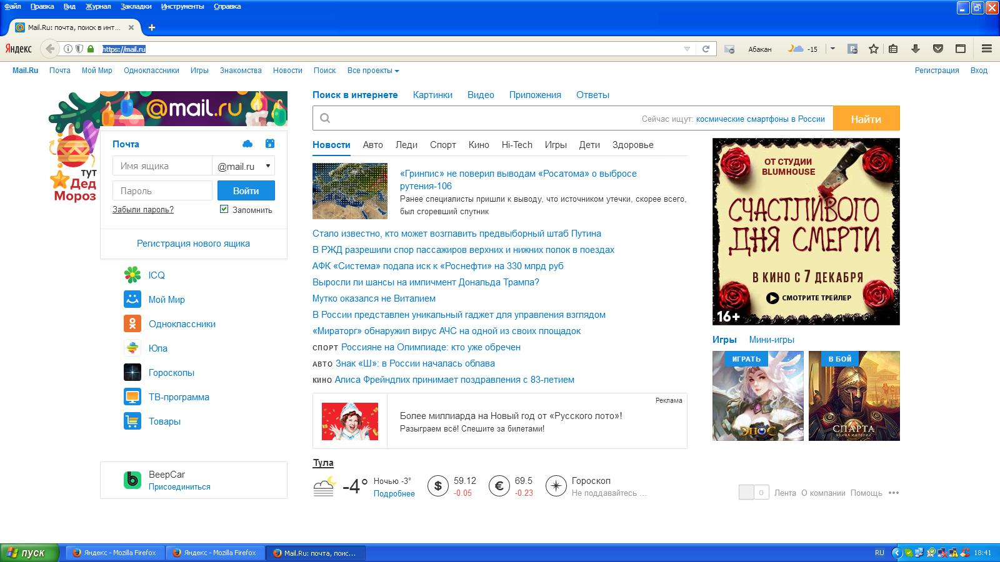 Файл Правка Вид Журнал Закладки Инструменты Справка
Mail.Ru: почта, поиск в инт...
Яндекс
https://mail.ru
Абакан
-15
Mail.Ru Почта Мой Мир Одноклассники Игры Знакомства Новости Поиск Все проекты
Регистрация Вход
@mail.ru
тут
Дед
Мороз
Почта
9
Имя ящика
@mail.ru
Пароль
Войти
Забыли пароль?
Запомнить
Регистрация нового ящика
ICQ
Мой Мир
Одноклассники
Юла
Гороскопы
ТВ-программа
Товары
BeepCar
Присоединиться
Поиск в интернете Картинки Видео Приложения Ответы
Сейчас ищут: космические смартфоны в России
Найти
Новости Авто Леди Спорт Кино Hi-Tech Игры Дети Здоровье
«Гринпис» не поверил выводам «Росатома» о выбросе
рутения-106
Ранее специалисты пришли к выводу, что источником утечки, скорее всего,
был сгоревший спутник
Стало известно, кто может возглавить предвыборный штаб Путина
В РЖД разрешили спор пассажиров верхних и нижних полок в поездах
АФК «Система» подала иск к «Роснефти» на 330 млрд руб
Выросли ли шансы на импичмент Дональда Трампа?
Мутко оказался не Виталием
В России представлен уникальный гаджет для управления взглядом
«Мираторг» обнаружил вирус АЧС на одной из своих площадок
СПОРТ Россияне на Олимпиаде: кто уже обречен
АВТО Знак «Ш»: в России началась облава
КИНО Алиса Фрейндлих принимает поздравления с 83-летием
Реклама
Более миллиарда на Новый год от «Русского лото»!
Разыграем всё! Спешите за билетами!
Тула
-4°
Ночью -3°
Подробнее
$
59.12
-0.05
€
69.5
-0.23
Гороскоп
Не поддавайтесь ...
ОТ СТУДИИ
BLUMHOUSE
СЧАСТЛИВОГО
ДНЯ СМЕРТИ
В КИНО С 7 ДЕКАБРЯ
СМОТРИТЕ ТРЕЙЛЕР
16+
Игры Мини-игры
ИГРАТЬ
ЭПОС
В БОЙ
СПАРТА
ВОЙНА ИМПЕРИЙ
0
Лента О компании Помощь
пуск
Яндекс - Mozilla Firefox
Яндекс - Mozilla Firefox
Mail.Ru: почта, поис...
RU
18:41